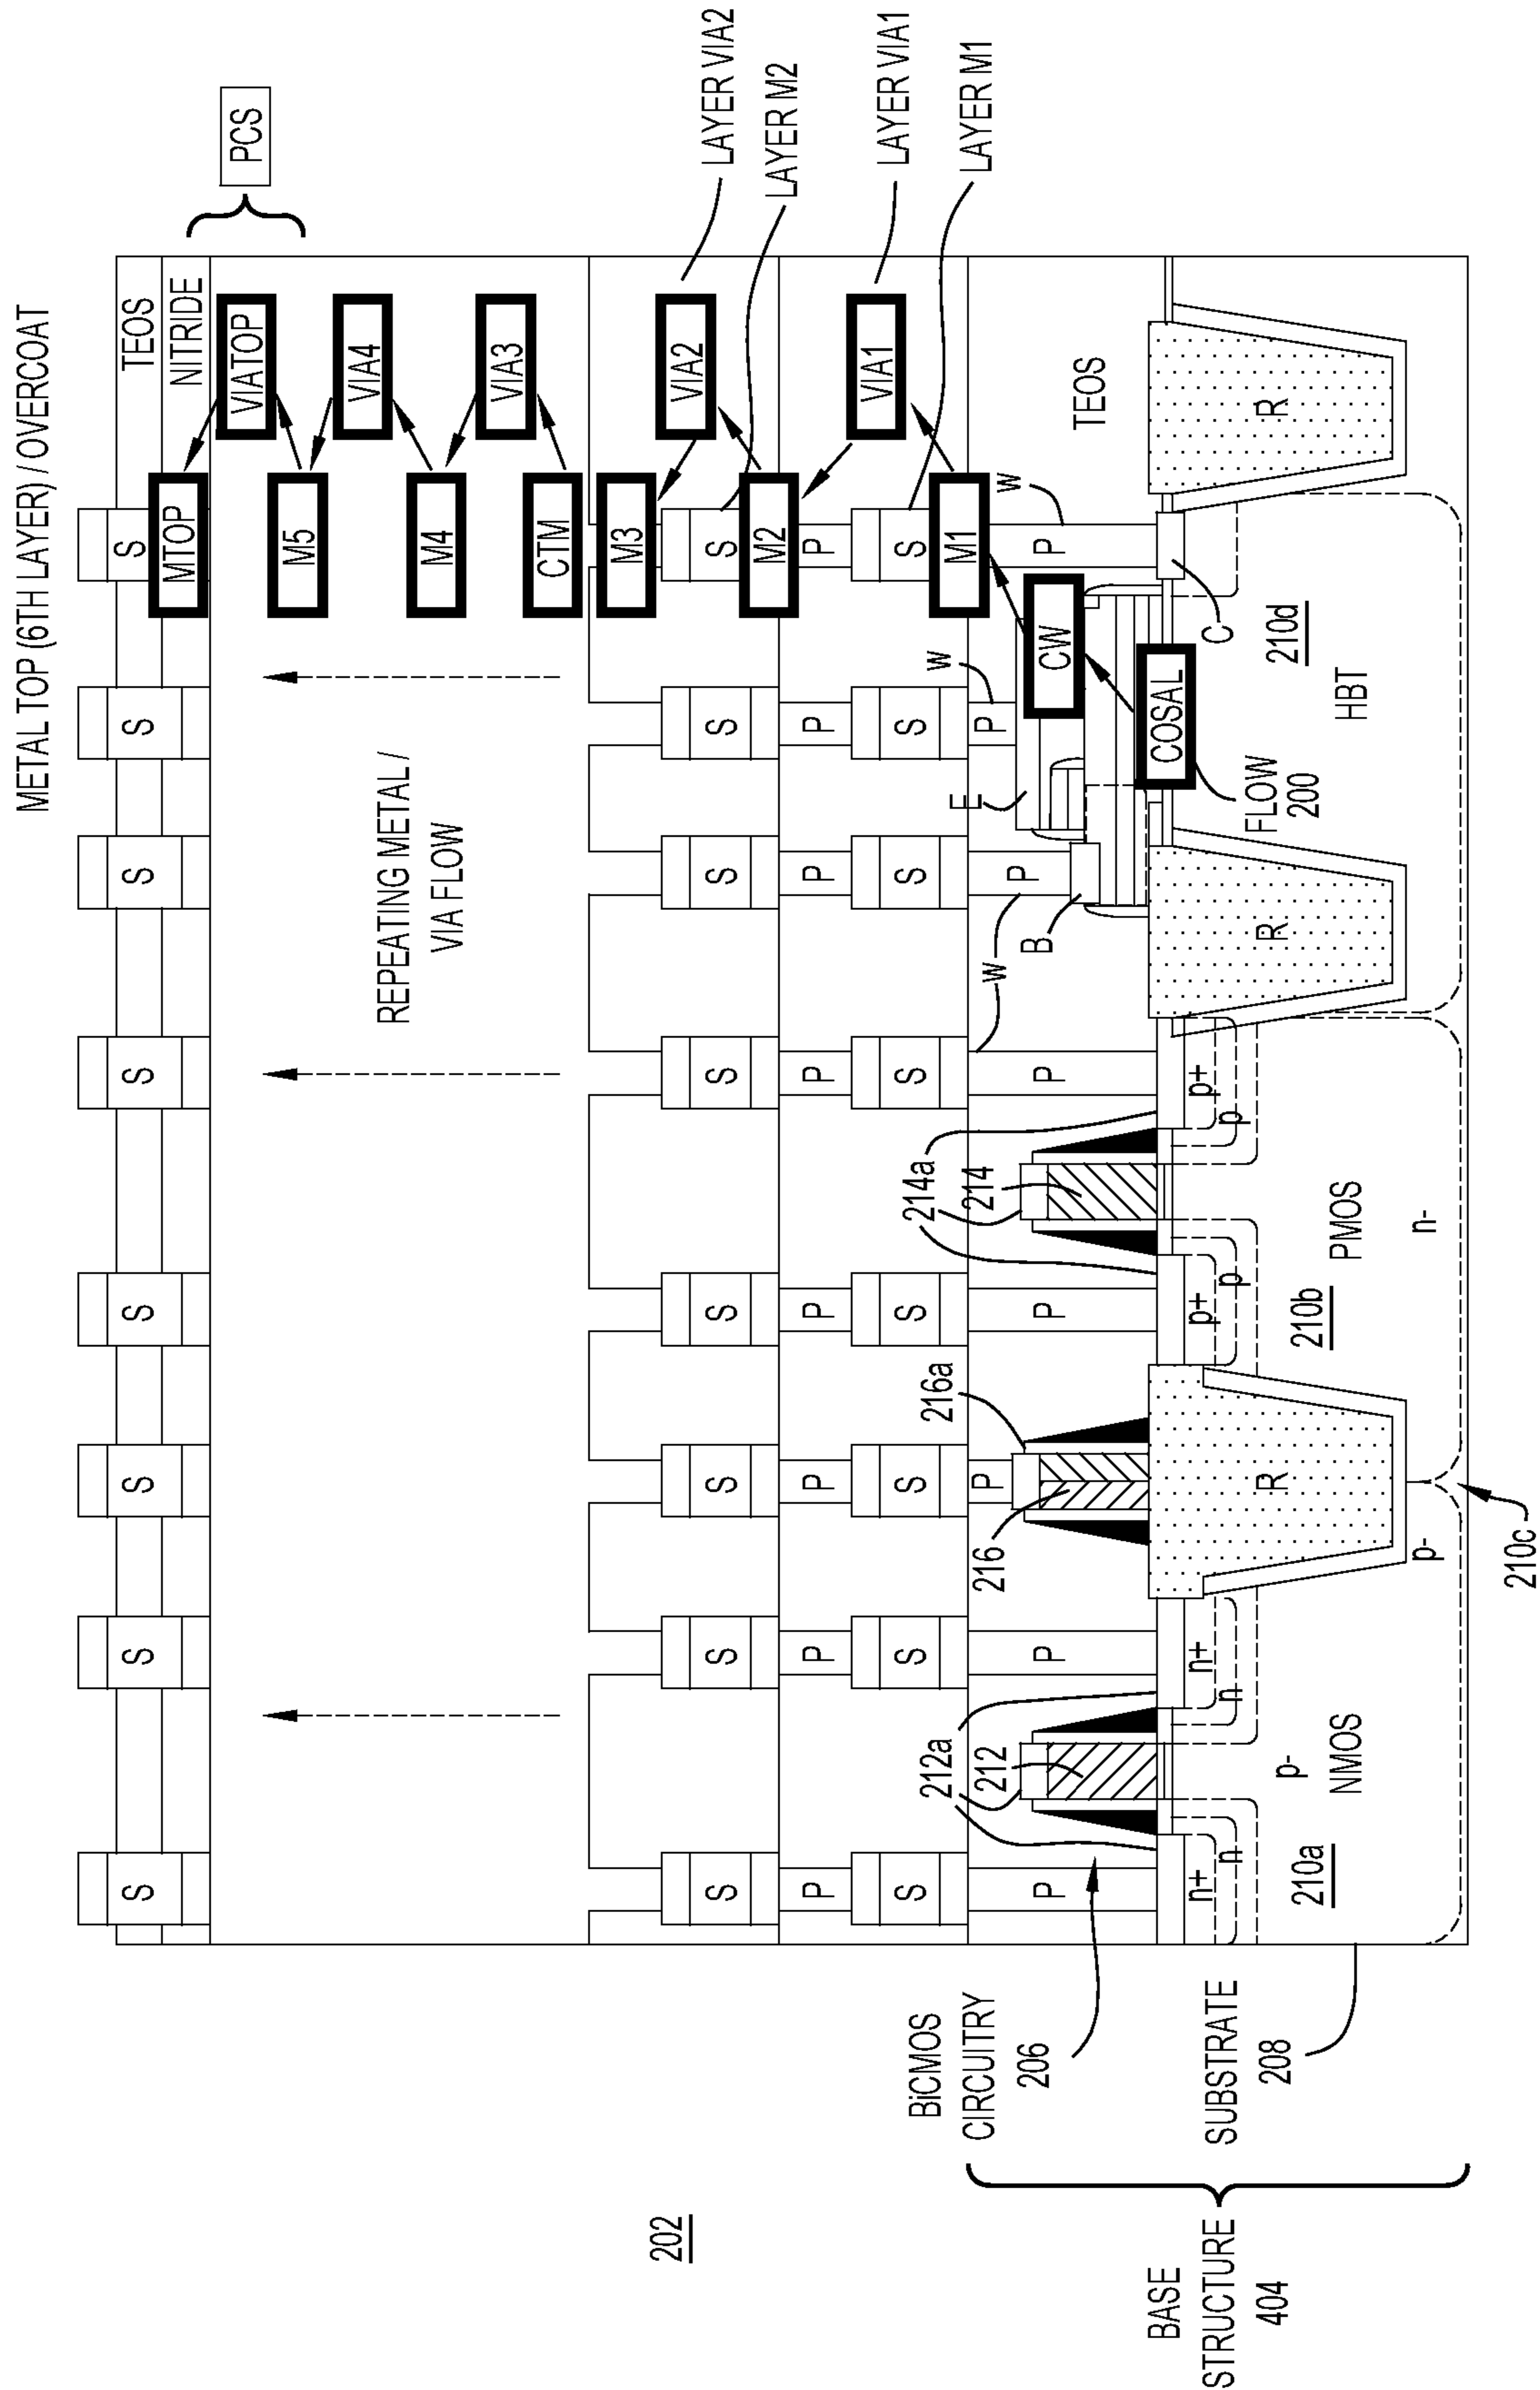 METAL TOP (6TH LAYER) / OVERCOAT
S S S S S S S S TEOS
MTOP NITRIDE
VIATOP PCS
M5
VIA4
REPEATING METAL /
VIA FLOW
M4
VIA3
CTM
M3
202
VIA2 LAYER VIA2
S S S S S S S S
M2 LAYER M2
P P P P P P P P
VIA1 LAYER VIA1
S S S S S S S S
M1 LAYER M1
BiCMOS
CIRCUITRY
206
212a
212
216a
216
214a
214
W
E
W
W
P P P P P P P P
B
CW
TEOS
COSAL
C
BASE
STRUCTURE
404
SUBSTRATE
208
n+ n+ p+ p+
n n p p
FLOW
200
R R R
210a 210b 210d
p-
NMOS PMOS HBT
p- n-
210c